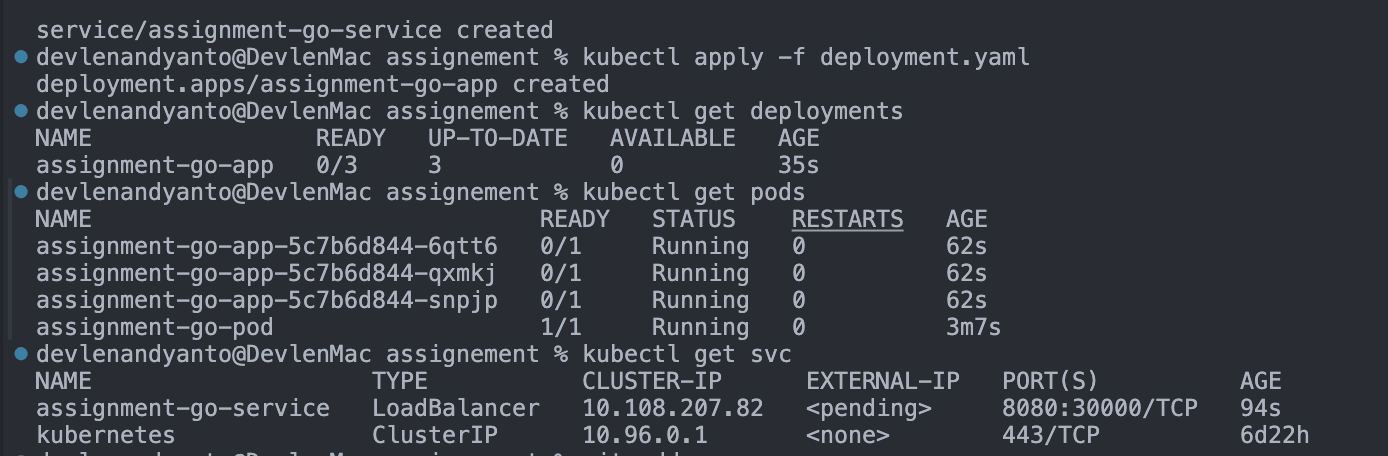 service/assignment-go-service created
devlenandyanto@DevlenMac assignement % kubectl apply -f deployment.yaml
deployment.apps/assignment-go-app created
devlenandyanto@DevlenMac assignement % kubectl get deployments
NAME READY UP-TO-DATE AVAILABLE AGE
assignment-go-app 0/3 3 0 35s
devlenandyanto@DevlenMac assignement % kubectl get pods
NAME READY STATUS RESTARTS AGE
assignment-go-app-5c7b6d844-6qtt6 0/1 Running 0 62s
assignment-go-app-5c7b6d844-qxmkj 0/1 Running 0 62s
assignment-go-app-5c7b6d844-snpjp 0/1 Running 0 62s
assignment-go-pod 1/1 Running 0 3m7s
devlenandyanto@DevlenMac assignement % kubectl get svc
NAME TYPE CLUSTER-IP EXTERNAL-IP PORT(S) AGE
assignment-go-service LoadBalancer 10.108.207.82 <pending> 8080:30000/TCP 94s
kubernetes ClusterIP 10.96.0.1 <none> 443/TCP 6d22h